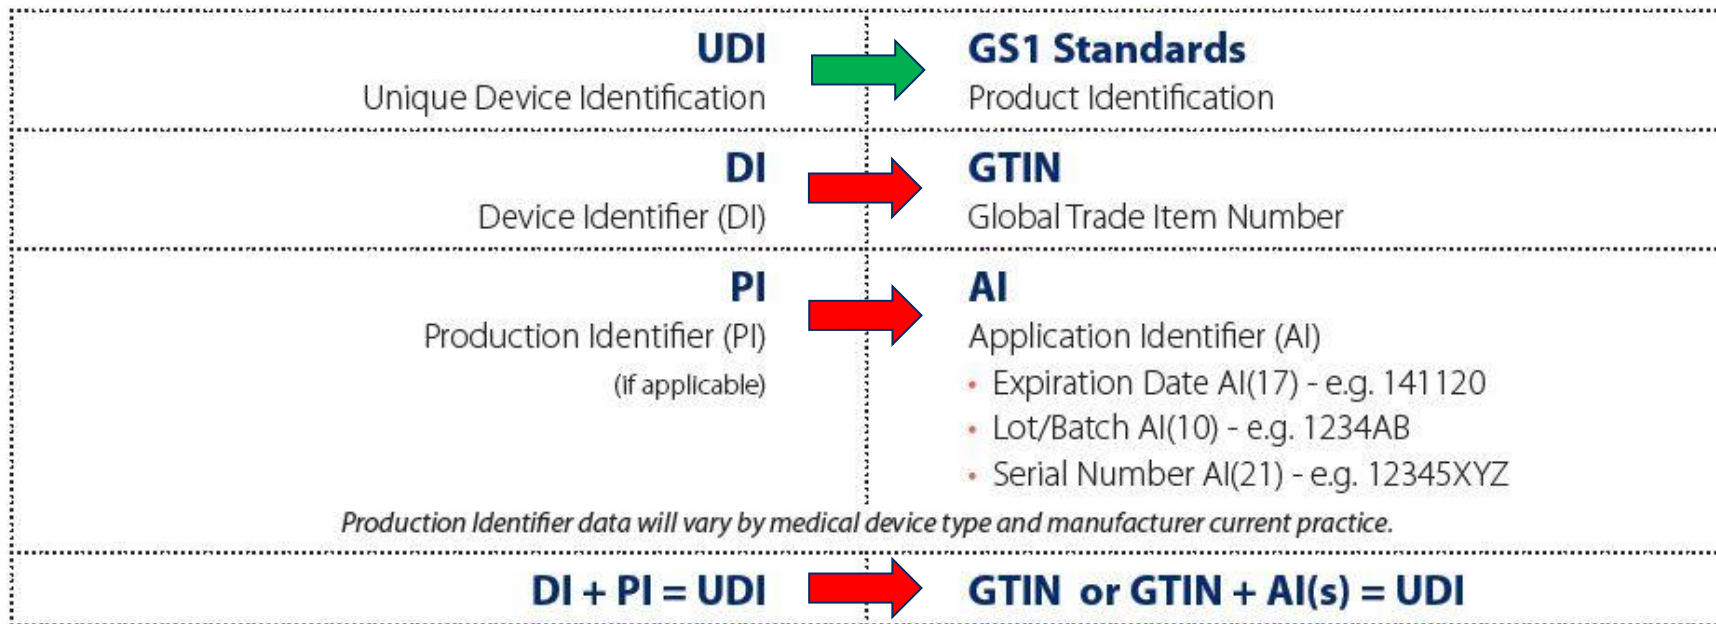 UDI
Unique Device Identification
GS1 Standards
Product Identification
DI
Device Identifier (DI)
GTIN
Global Trade Item Number
PI
Production Identifier (PI)
(if applicable)
AI
Application Identifier (AI)
• Expiration Date AI(17) - e.g. 141120
• Lot/Batch AI(10) - e.g. 1234AB
• Serial Number AI(21) - e.g. 12345XYZ
Production Identifier data will vary by medical device type and manufacturer current practice.
DI + PI = UDI
GTIN or GTIN + AI(s) = UDI